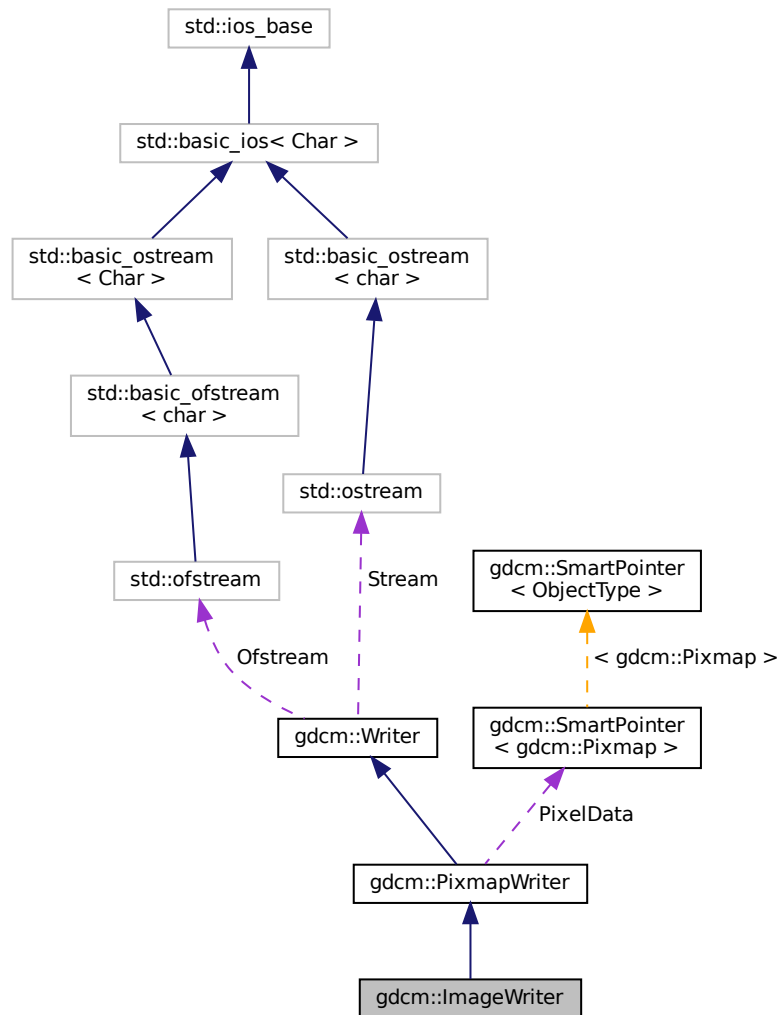 std::ios_base
std::basic_ios< Char >
std::basic_ostream
< Char >
std::basic_ostream
< char >
std::basic_ofstream
< char >
std::ostream
std::ofstream
Stream
gdcm::SmartPointer
< ObjectType >
Ofstream
< gdcm::Pixmap >
gdcm::Writer
gdcm::SmartPointer
< gdcm::Pixmap >
PixelData
gdcm::PixmapWriter
gdcm::ImageWriter